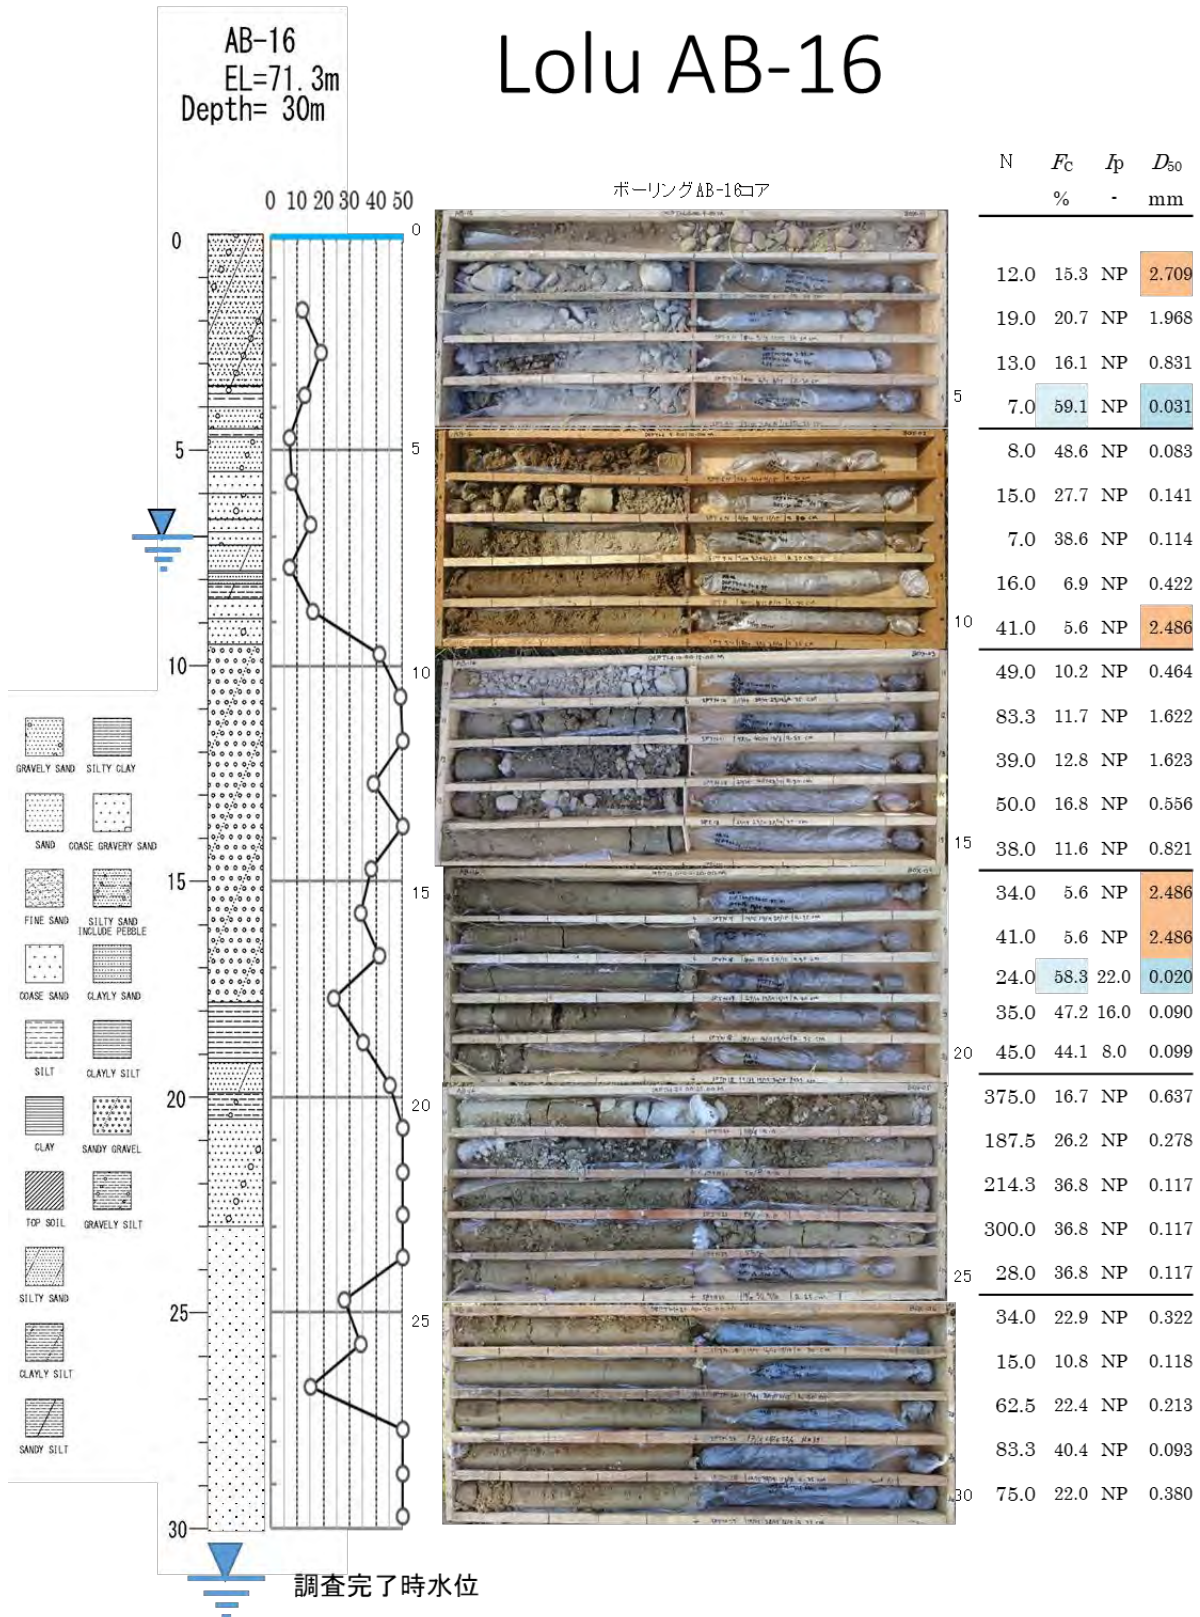 AB-16
EL=71.3m
Depth= 30m
Lolu AB-16
ボーリングAB-16コア
0 10 20 30 40 50
0
5
10
15
20
25
30
0
5
10
15
20
25
5
10
15
20
25
30
GRAVELY SAND SILTY CLAY
SAND COASE GRAVERY SAND
FINE SAND SILTY SAND INCLUDE PEBBLE
COASE SAND CLAYLY SAND
SILT CLAYLY SILT
CLAY SANDY GRAVEL
TOP SOIL GRAVELY SILT
SILTY SAND
CLAYLY SILT
SANDY SILT
N Fc Ip D50
% - mm
12.0 15.3 NP 2.709
19.0 20.7 NP 1.968
13.0 16.1 NP 0.831
7.0 59.1 NP 0.031
8.0 48.6 NP 0.083
15.0 27.7 NP 0.141
7.0 38.6 NP 0.114
16.0 6.9 NP 0.422
41.0 5.6 NP 2.486
49.0 10.2 NP 0.464
83.3 11.7 NP 1.622
39.0 12.8 NP 1.623
50.0 16.8 NP 0.556
38.0 11.6 NP 0.821
34.0 5.6 NP 2.486
41.0 5.6 NP 2.486
24.0 58.3 22.0 0.020
35.0 47.2 16.0 0.090
45.0 44.1 8.0 0.099
375.0 16.7 NP 0.637
187.5 26.2 NP 0.278
214.3 36.8 NP 0.117
300.0 36.8 NP 0.117
28.0 36.8 NP 0.117
34.0 22.9 NP 0.322
15.0 10.8 NP 0.118
62.5 22.4 NP 0.213
83.3 40.4 NP 0.093
75.0 22.0 NP 0.380
調査完了時水位